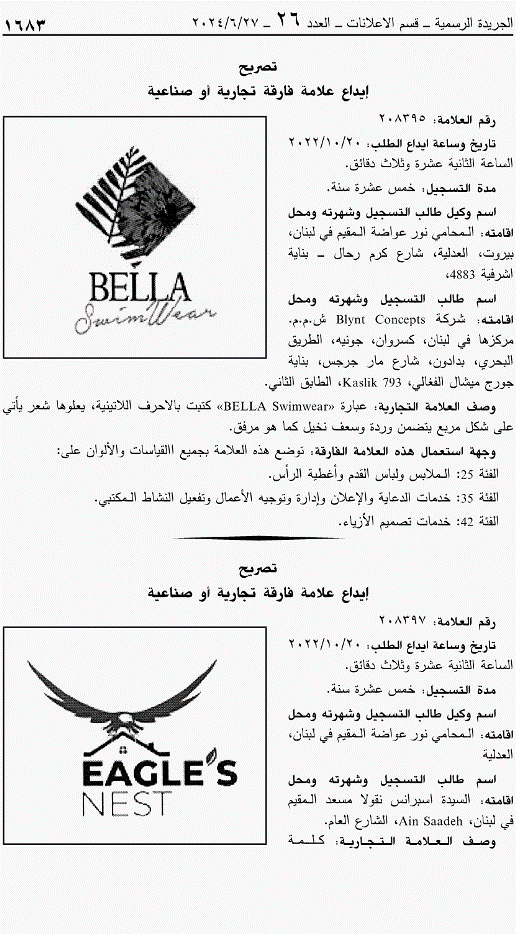 الجريدة الرسمية ــ قسم الاعلانات ــ العدد ٢٦ ــ ٢٠٢٤/٦/٢٧
١٦٨٣
تصريح
إيداع علامة فارقة تجارية أو صناعية
رقم العلامة: ٢٠٨٣٩٥
تاريخ وساعة ايداع الطلب: ٢٠٢٢/١٠/٢٠
الساعة الثانية عشرة وثلاث دقائق.
مدة التسجيل: خمس عشرة سنة.
اسم وكيل طالب التسجيل وشهرته ومحل
اقامته: المحامي نور عواضة المقيم في لبنان،
بيروت، العدلية، شارع كرم رحال ــ بناية
اشرفية 4883،
اسم طالب التسجيل وشهرته ومحل
اقامته: شركة Blynt Concepts ش.م.م.
مركزها في لبنان، كسروان، جونيه، الطريق
البحري، بدادون، شارع مار جرجس، بناية
جورج ميشال الفغالي، Kaslik 793، الطابق الثاني.
BELLA
SwimWear
وصف العلامة التجارية: عبارة «BELLA Swimwear» كتبت بالاحرف اللاتينية، يعلوها شعر يأتي
على شكل مربع يتضمن وردة وسعف نخيل كما هو مرفق.
وجهة استعمال هذه العلامة الفارقة: توضع هذه العلامة بجميع االقياسات والألوان على:
الفئة 25: الملابس ولباس القدم وأغطية الرأس.
الفئة 35: خدمات الدعاية والإعلان وإدارة وتوجيه الأعمال وتفعيل النشاط المكتبي.
الفئة 42: خدمات تصميم الأزياء.
تصريح
إيداع علامة فارقة تجارية أو صناعية
رقم العلامة: ٢٠٨٣٩٧
تاريخ وساعة ايداع الطلب: ٢٠٢٢/١٠/٢٠
الساعة الثانية عشرة وثلاث دقائق.
مدة التسجيل: خمس عشرة سنة.
اسم وكيل طالب التسجيل وشهرته ومحل
اقامته: المحامي نور عواضة المقيم في لبنان،
العدلية
اسم طالب التسجيل وشهرته ومحل
اقامته: السيدة اسبرانس نقولا مسعد المقيم
في لبنان، Ain Saadeh، الشارع العام.
وصف العلامة التجارية: كلمة
EAGLE'S
NEST